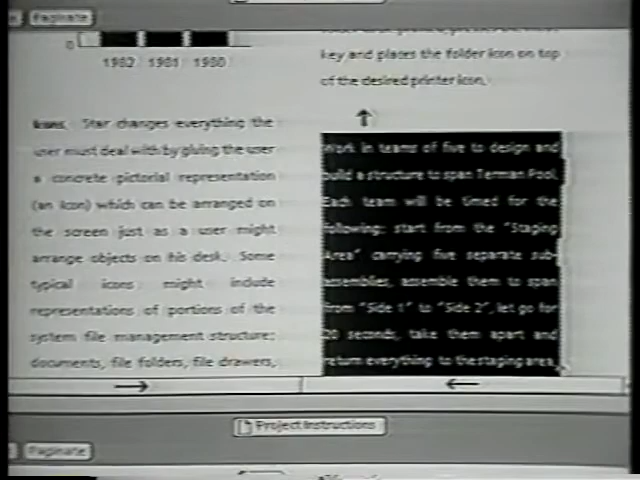 Paginate
0
1982 1981 1980
key and places the folder icon on top
of the desired printer icon.
Icons. Star changes everything the
user must deal with by giving the user
a concrete pictorial representation
(an icon) which can be arranged on
the screen just as a user might
arrange objects on his desk. Some
typical icons might include
representations of portions of the
system file management structure:
documents, file folders, file drawers,
Work in teams of five to design and
build a structure to span Terman Pool.
Each team will be timed for the
following: start from the "Staging
Area" carrying five separate sub-
assemblies, assemble them to span
from "Side 1" to "Side 2", let go for
20 seconds, take them apart and
return everything to the staging area.
Project Instructions
Paginate